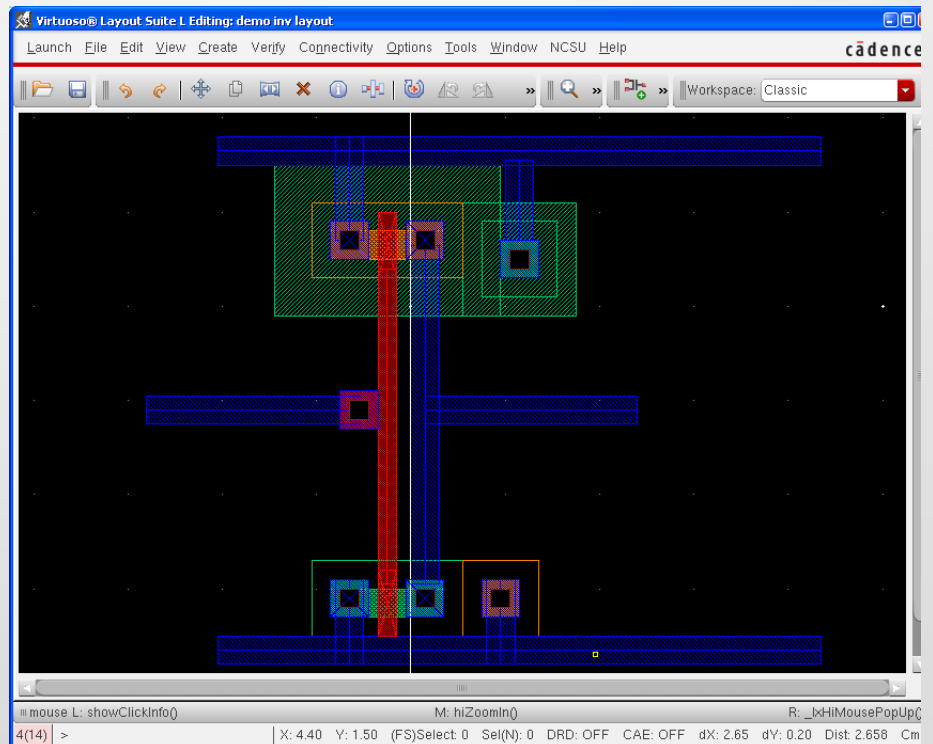 Virtuoso® Layout Suite L Editing: demo inv layout
Launch File Edit View Create Verify Connectivity Options Tools Window NCSU Help cādence
» » » Workspace: Classic
mouse L: showClickInfo() M: hiZoomIn() R: _lxHiMousePopUp()
4(14) > X: 4.40 Y: 1.50 (FS)Select: 0 Sel(N): 0 DRD: OFF CAE: OFF dX: 2.65 dY: 0.20 Dist: 2.658 Cm